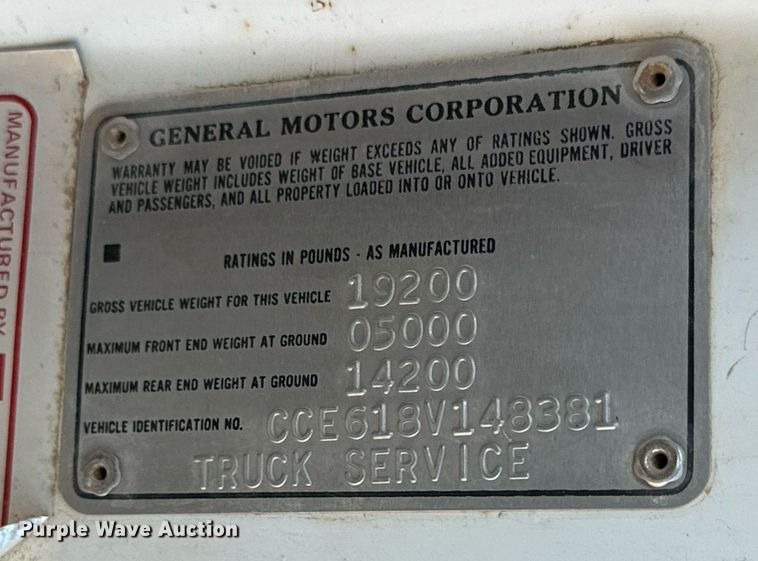 MANUFACTURED BY
GENERAL MOTORS CORPORATION
WARRANTY MAY BE VOIDED IF WEIGHT EXCEEDS ANY OF RATINGS SHOWN. GROSS
VEHICLE WEIGHT INCLUDES WEIGHT OF BASE VEHICLE, ALL ADDED EQUIPMENT, DRIVER
AND PASSENGERS, AND ALL PROPERTY LOADED INTO OR ONTO VEHICLE.
RATINGS IN POUNDS - AS MANUFACTURED
GROSS VEHICLE WEIGHT FOR THIS VEHICLE 19200
MAXIMUM FRONT END WEIGHT AT GROUND 05000
MAXIMUM REAR END WEIGHT AT GROUND 14200
VEHICLE IDENTIFICATION NO. CCE618V148381
TRUCK SERVICE
Purple Wave Auction